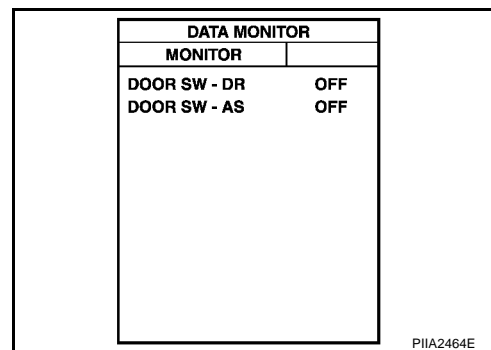 DATA MONITOR
MONITOR
DOOR SW - DR OFF
DOOR SW - AS OFF
PIIA2464E